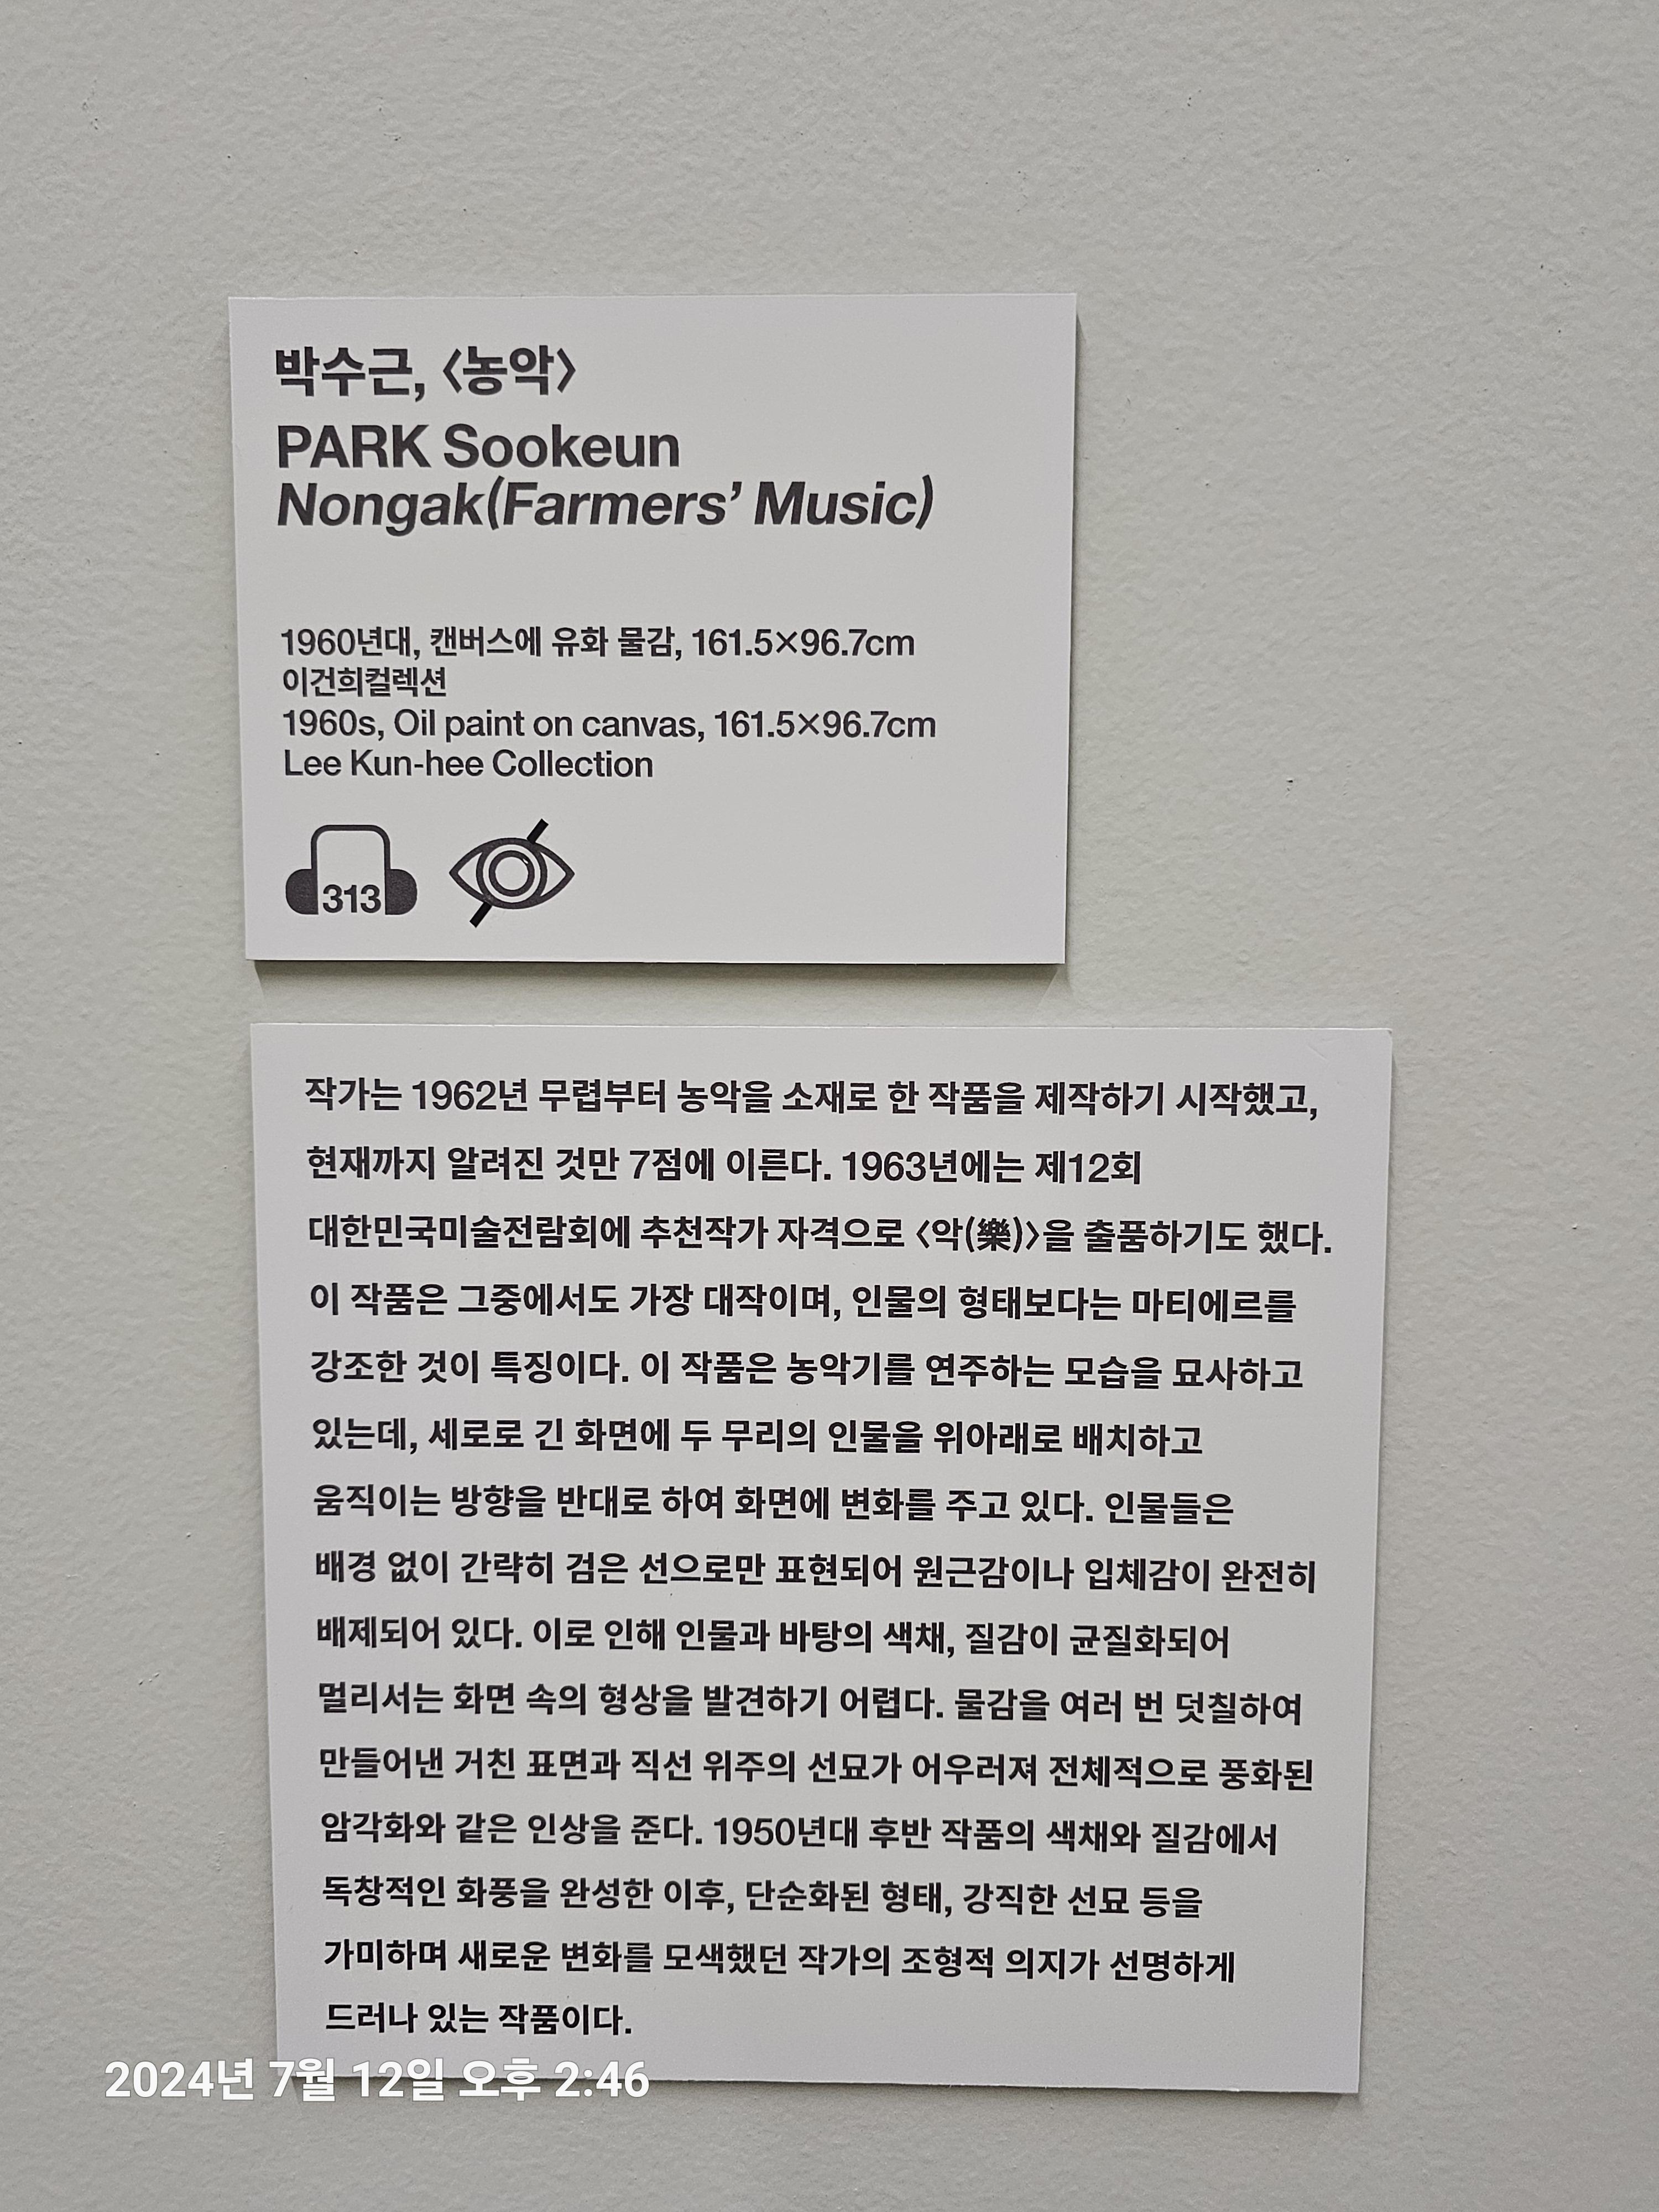 박수근, 〈농악〉
PARK Sookeun
Nongak(Farmers’ Music)
1960년대, 캔버스에 유화 물감, 161.5×96.7cm
이건희컬렉션
1960s, Oil paint on canvas, 161.5×96.7cm
Lee Kun-hee Collection
313
작가는 1962년 무렵부터 농악을 소재로 한 작품을 제작하기 시작했고,
현재까지 알려진 것만 7점에 이른다. 1963년에는 제12회
대한민국미술전람회에 추천작가 자격으로 〈악(樂)〉을 출품하기도 했다.
이 작품은 그중에서도 가장 대작이며, 인물의 형태보다는 마티에르를
강조한 것이 특징이다. 이 작품은 농악기를 연주하는 모습을 묘사하고
있는데, 세로로 긴 화면에 두 무리의 인물을 위아래로 배치하고
움직이는 방향을 반대로 하여 화면에 변화를 주고 있다. 인물들은
배경 없이 간략히 검은 선으로만 표현되어 원근감이나 입체감이 완전히
배제되어 있다. 이로 인해 인물과 바탕의 색채, 질감이 균질화되어
멀리서는 화면 속의 형상을 발견하기 어렵다. 물감을 여러 번 덧칠하여
만들어낸 거친 표면과 직선 위주의 선묘가 어우러져 전체적으로 풍화된
암각화와 같은 인상을 준다. 1950년대 후반 작품의 색채와 질감에서
독창적인 화풍을 완성한 이후, 단순화된 형태, 강직한 선묘 등을
가미하며 새로운 변화를 모색했던 작가의 조형적 의지가 선명하게
드러나 있는 작품이다.
2024년 7월 12일 오후 2:46